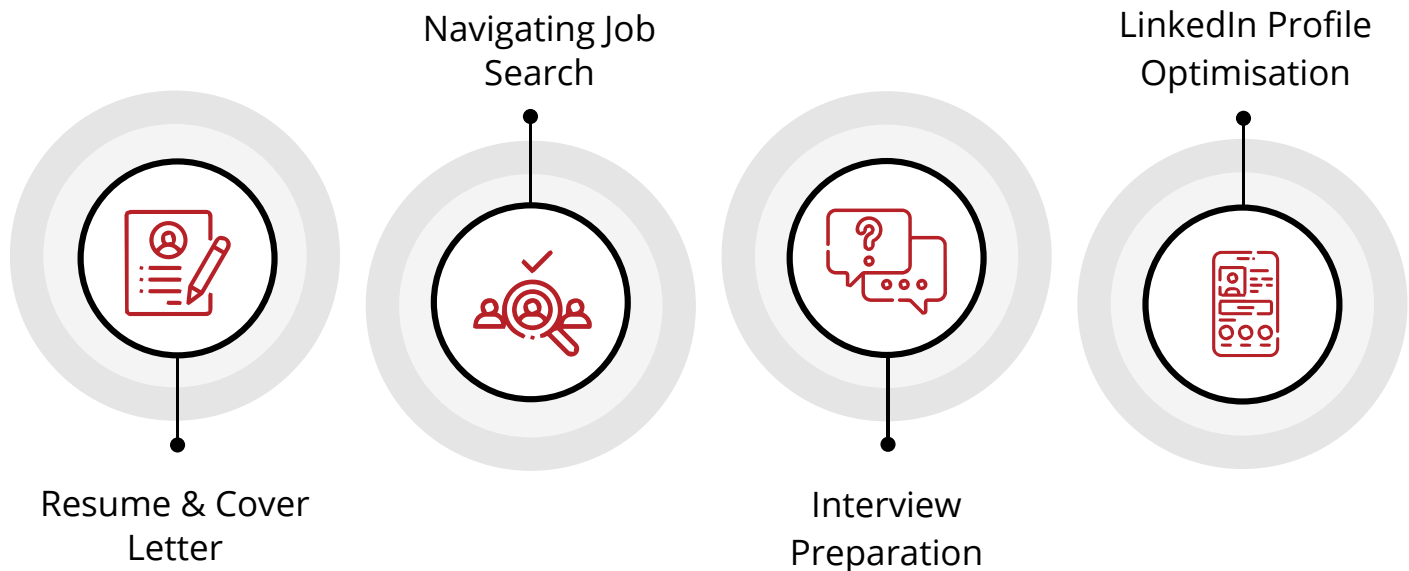 Resume & Cover
Letter
Navigating Job
Search
Interview
Preparation
LinkedIn Profile
Optimisation